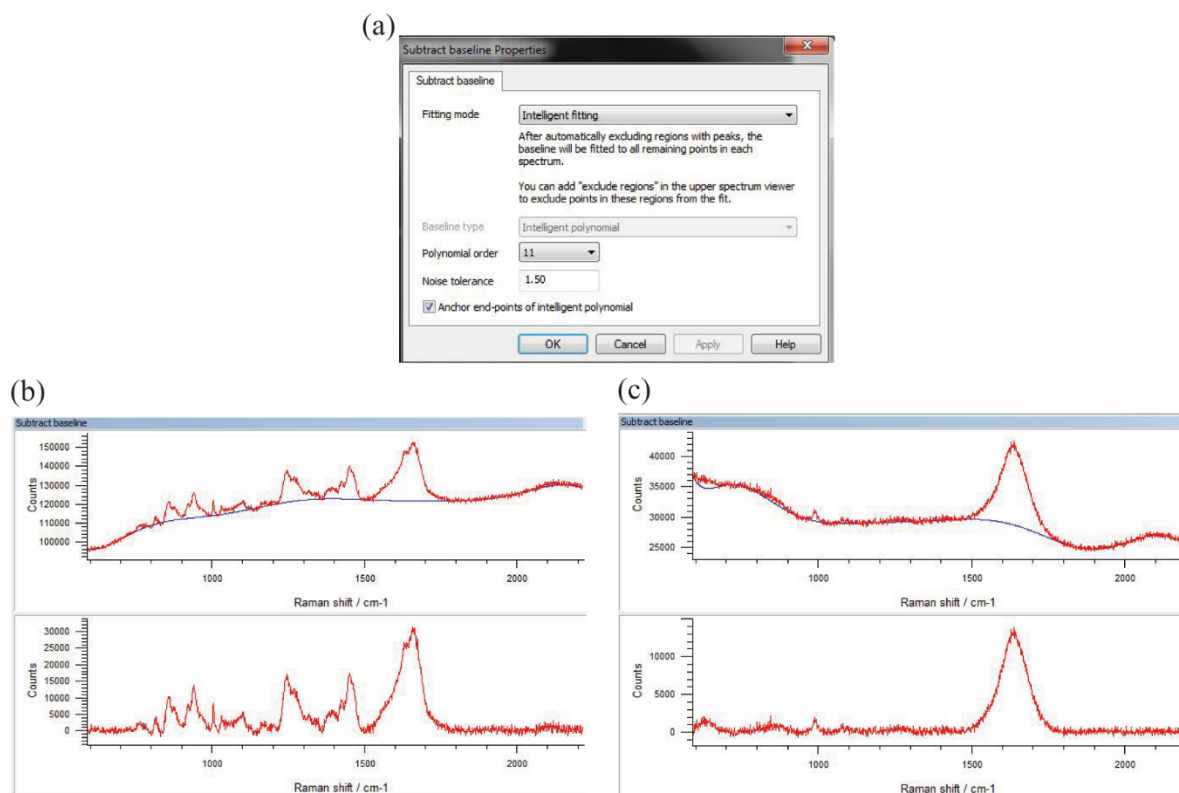 (a)
Subtract baseline Properties
Subtract baseline
Fitting mode
Intelligent fitting
After automatically excluding regions with peaks, the
baseline will be fitted to all remaining points in each
spectrum.
You can add "exclude regions" in the upper spectrum viewer
to exclude points in these regions from the fit.
Baseline type
Intelligent polynomial
Polynomial order
11
Noise tolerance
1.50
Anchor end-points of intelligent polynomial
OK Cancel Apply Help
(b)
Subtract baseline
Counts
150000
140000
130000
120000
110000
100000
1000 1500 2000
Raman shift / cm-1
Counts
30000
25000
20000
15000
10000
5000
0
1000 1500 2000
Raman shift / cm-1
(c)
Subtract baseline
Counts
40000
35000
30000
25000
1000 1500 2000
Raman shift / cm-1
Counts
10000
5000
0
1000 1500 2000
Raman shift / cm-1